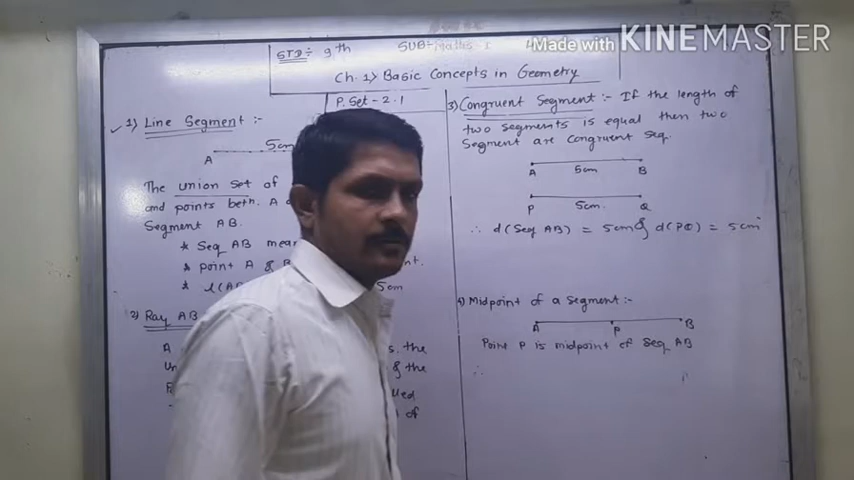 Made with KINEMASTER
STD÷ 9th SUB- Maths-I
Ch. 1> Basic Concepts in Geometry
P. Set - 2.1
1) Line Segment :-
5cm
A
The union set of
and points betn. A
Segment AB.
* Seg AB mea
* point A & B
* l(AB 5cm
2) Ray AB
A s. the
& the
of
3) Congruent Segment :- If the length of
two segments is equal then two
Segment are congruent seg.
A 5cm B
P 5cm. Q
∴ d(Seg AB) = 5cm & d(PQ) = 5cm
4) Midpoint of a segment:-
A P B
Point P is midpoint of Seg AB
∴